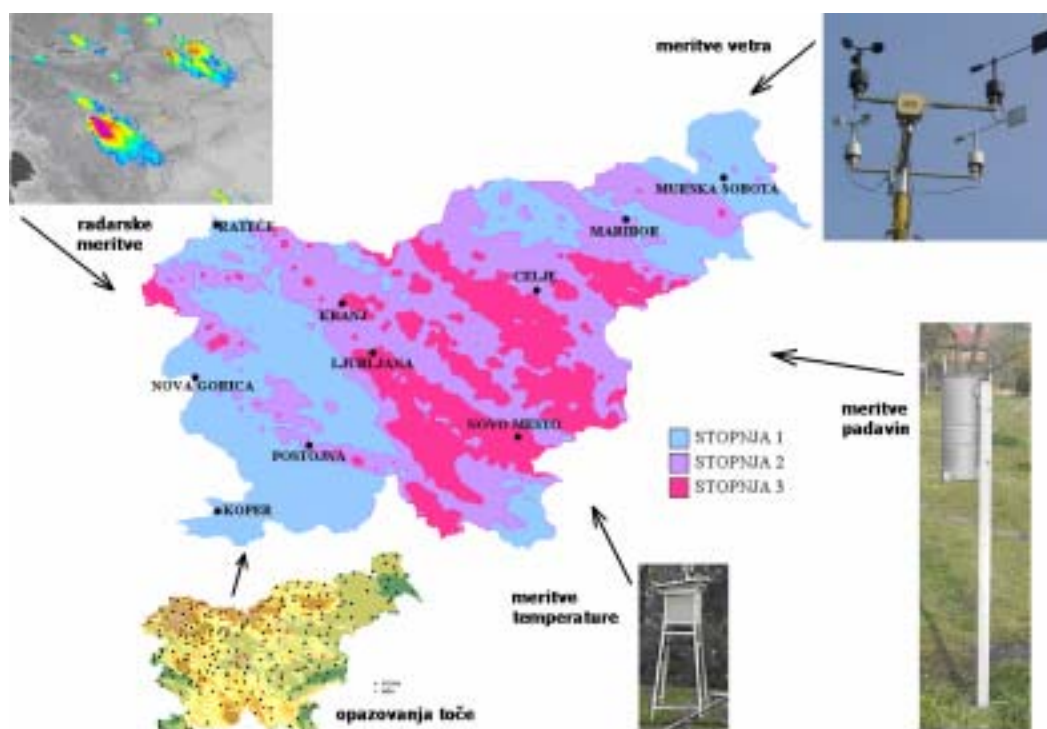 meritve vetra
radarske
meritve
RATEČE
MURSKA SOBOTA
MARIBOR
CELJE
KRANJ
LJUBLJANA
NOVA GORICA
NOVO MESTO
POSTOJNA
KOPER
STOPNJA 1
STOPNJA 2
STOPNJA 3
meritve
padavin
meritve
temperature
opazovanja toče